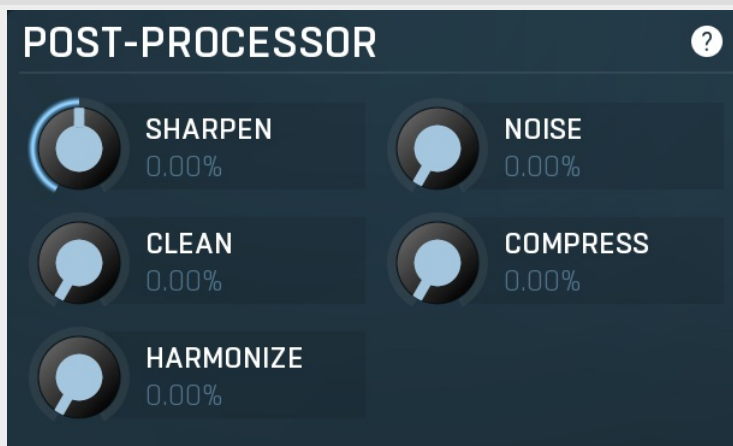 POST-PROCESSOR
?
SHARPEN
0.00%
NOISE
0.00%
CLEAN
0.00%
COMPRESS
0.00%
HARMONIZE
0.00%